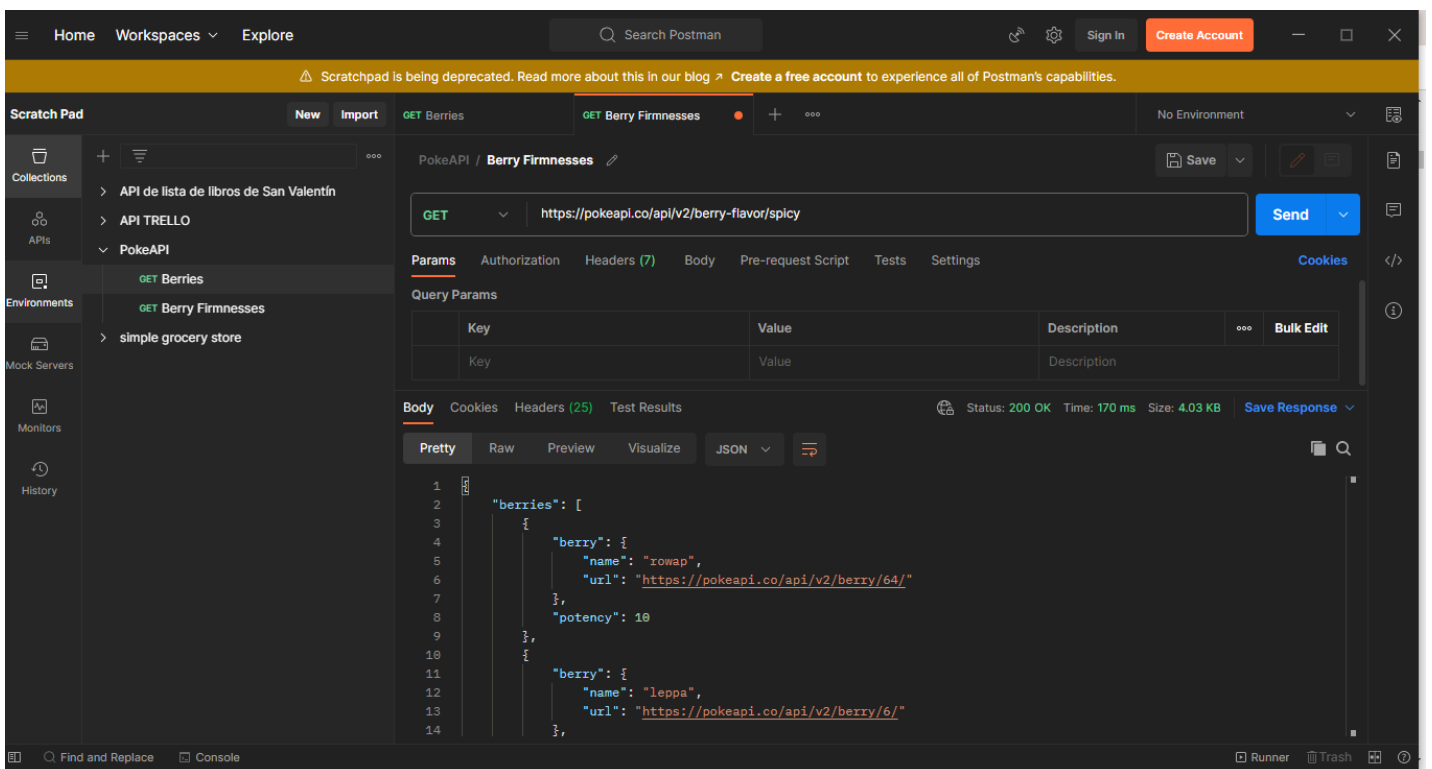 Home Workspaces Explore Search Postman Sign In Create Account
Scratchpad is being deprecated. Read more about this in our blog ↗ Create a free account to experience all of Postman's capabilities.
Scratch Pad New Import GET Berries GET Berry Firmnesses No Environment
Collections
APIs
Environments
Mock Servers
Monitors
History
API de lista de libros de San Valentín
API TRELLO
PokeAPI
GET Berries
GET Berry Firmnesses
simple grocery store
PokeAPI / Berry Firmnesses Save
GET https://pokeapi.co/api/v2/berry-flavor/spicy Send
Params Authorization Headers (7) Body Pre-request Script Tests Settings Cookies
Query Params
Key Value Description Bulk Edit
Key Value Description
Body Cookies Headers (25) Test Results Status: 200 OK Time: 170 ms Size: 4.03 KB Save Response
Pretty Raw Preview Visualize JSON
1 {
2 "berries": [
3 {
4 "berry": {
5 "name": "rowap",
6 "url": "https://pokeapi.co/api/v2/berry/64/"
7 },
8 "potency": 10
9 },
10 {
11 "berry": {
12 "name": "leppa",
13 "url": "https://pokeapi.co/api/v2/berry/6/"
14 },
Find and Replace Console Runner Trash